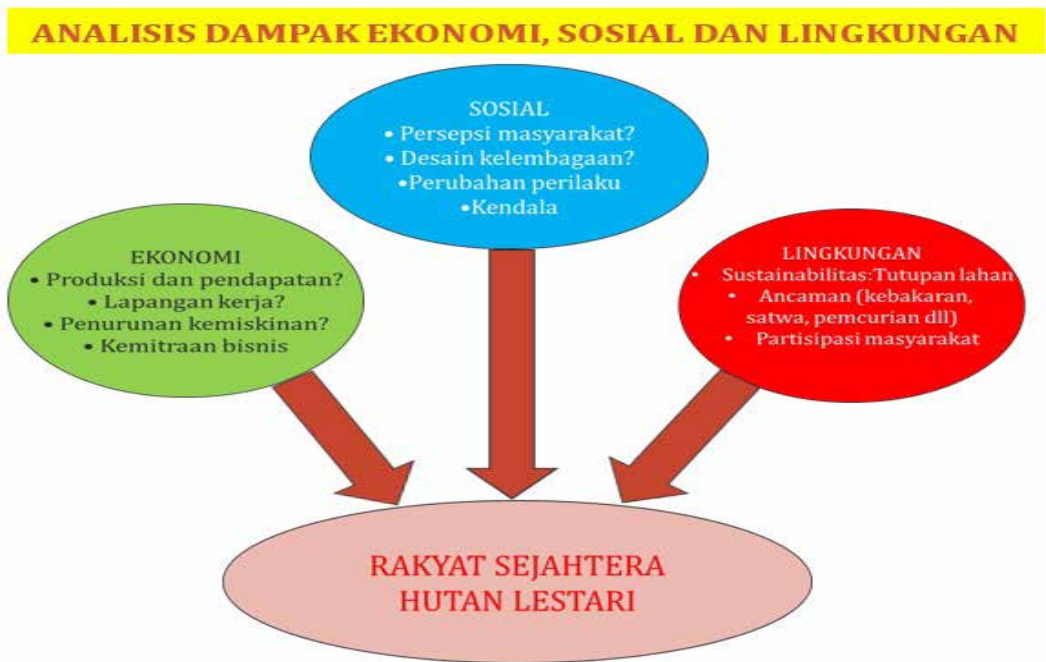 ANALISIS DAMPAK EKONOMI, SOSIAL DAN LINGKUNGAN
SOSIAL
• Persepsi masyarakat?
• Desain kelembagaan?
•Perubahan perilaku
•Kendala
EKONOMI
• Produksi dan pendapatan?
• Lapangan kerja?
• Penurunan kemiskinan?
• Kemitraan bisnis
LINGKUNGAN
• Sustainabilitas:Tutupan lahan
• Ancaman (kebakaran,
satwa, pemcurian dll)
• Partisipasi masyarakat
RAKYAT SEJAHTERA
HUTAN LESTARI